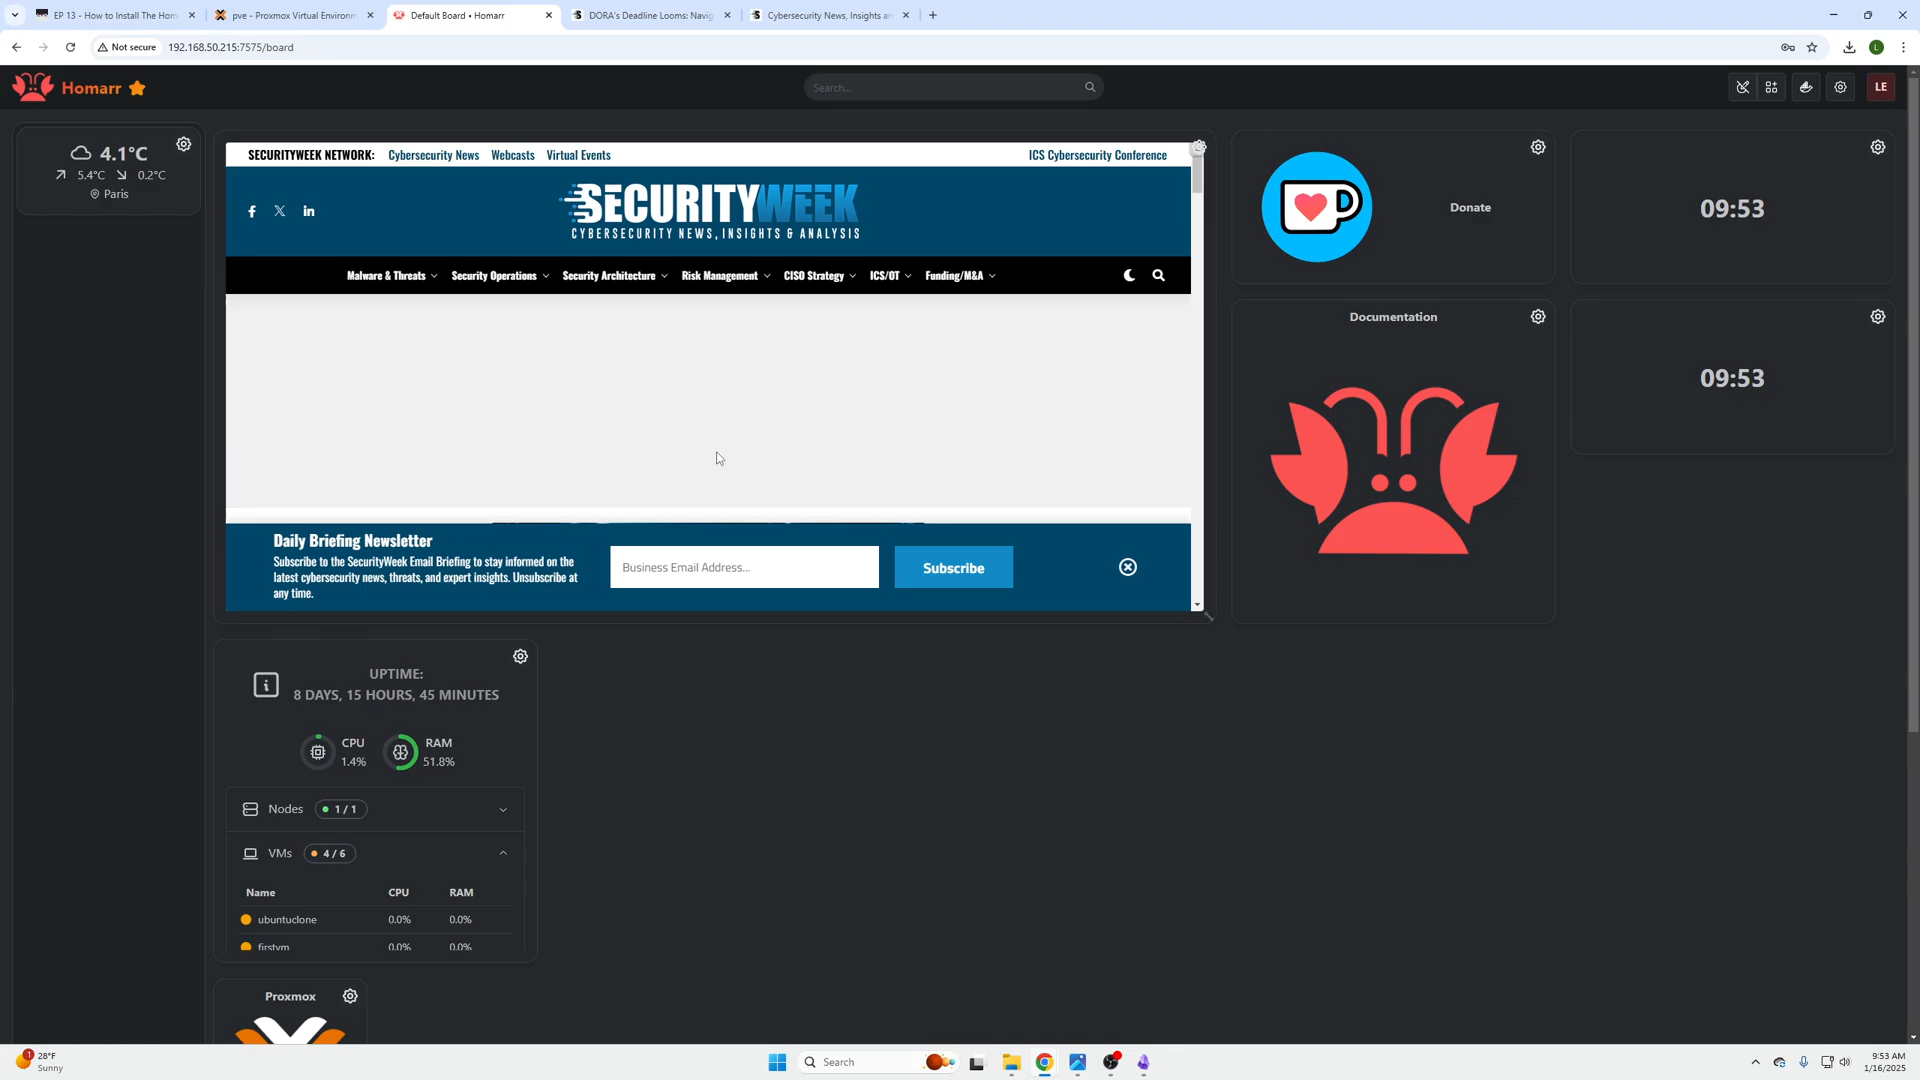 EP 13 - How to Install The Hom
pve - Proxmox Virtual Environm
Default Board • Homarr
DORA's Deadline Looms: Navig
Cybersecurity News, Insights an
Not secure
192.168.50.215:7575/board
L
Homarr
Search...
LE
4.1°C
5.4°C
0.2°C
Paris
SECURITYWEEK NETWORK:
Cybersecurity News
Webcasts
Virtual Events
ICS Cybersecurity Conference
SECURITYWEEK
CYBERSECURITY NEWS, INSIGHTS & ANALYSIS
Malware & Threats
Security Operations
Security Architecture
Risk Management
CISO Strategy
ICS/OT
Funding/M&A
Daily Briefing Newsletter
Subscribe to the SecurityWeek Email Briefing to stay informed on the
latest cybersecurity news, threats, and expert insights. Unsubscribe at
any time.
Business Email Address...
Subscribe
Donate
09:53
Documentation
09:53
UPTIME:
8 DAYS, 15 HOURS, 45 MINUTES
CPU
1.4%
RAM
51.8%
Nodes
1 / 1
VMs
4 / 6
Name
CPU
RAM
ubuntuclone
0.0%
0.0%
firstvm
0.0%
0.0%
Proxmox
1
28°F
Sunny
Search
9:53 AM
1/16/2025